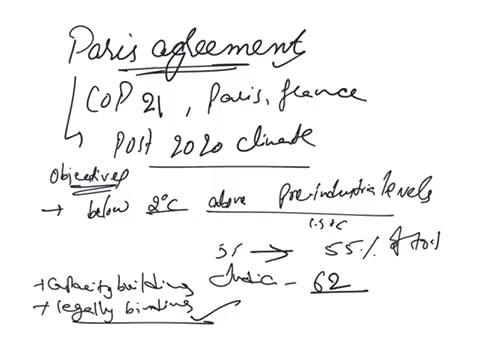 Paris agreement
COP 21, Paris, france
Post 2020 climate
Objectives
→ below 2°C above pre-industrial levels
1.5°C
55 → 55% of total
India - 62
→ Capacity building
→ legally binding